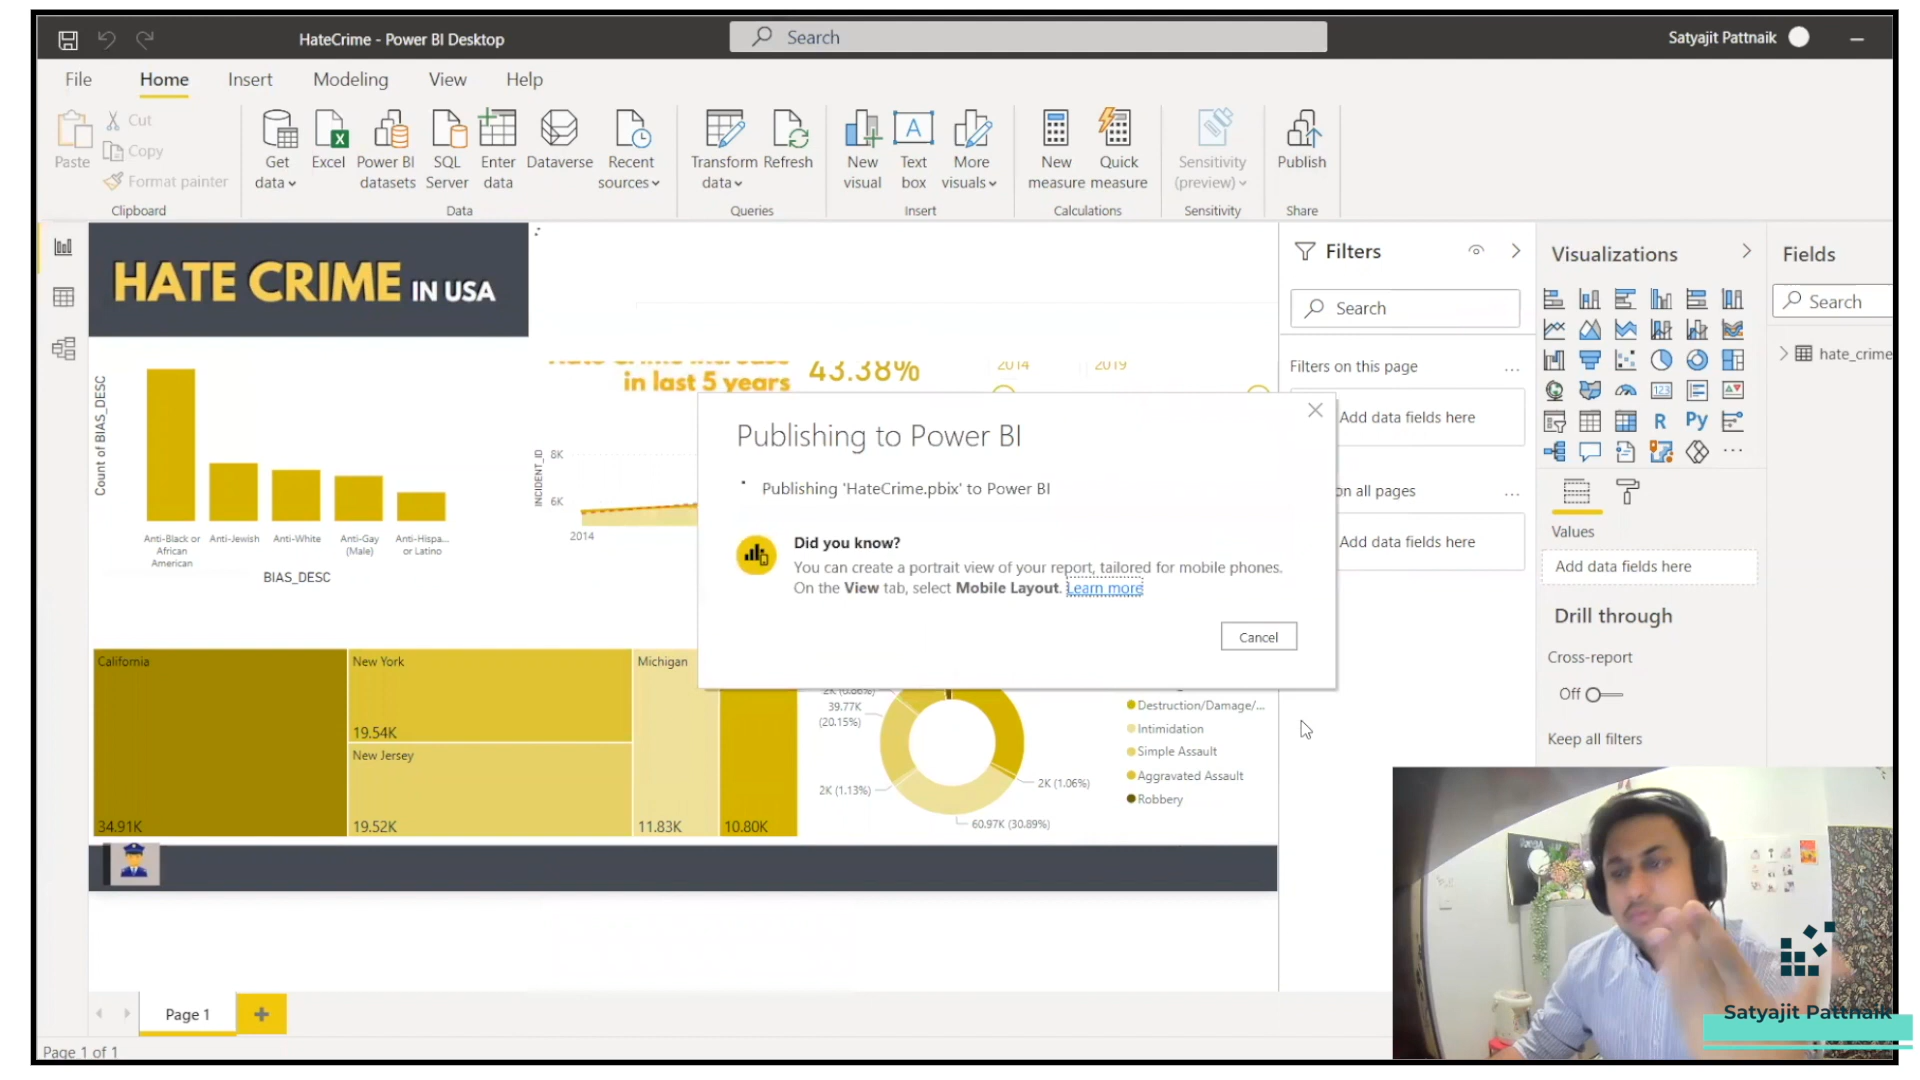 HateCrime - Power BI Desktop
Search
Satyajit Pattnaik
File
Home
Insert
Modeling
View
Help
Paste
Cut
Copy
Format painter
Clipboard
Get data
Excel
Power BI datasets
SQL Server
Enter data
Dataverse
Recent sources
Data
Transform data
Refresh
Queries
New visual
Text box
More visuals
Insert
New measure
Quick measure
Calculations
Sensitivity (preview)
Sensitivity
Publish
Share
HATE CRIME IN USA
Count of BIAS_DESC
Anti-Black or African American
Anti-Jewish
Anti-White
Anti-Gay (Male)
Anti-Hispa... or Latino
BIAS_DESC
in last 5 years
43.38%
2014
2019
INCIDENT_ID
8K
6K
2014
Publishing to Power BI
Publishing 'HateCrime.pbix' to Power BI
Did you know?
You can create a portrait view of your report, tailored for mobile phones.
On the View tab, select Mobile Layout. Learn more
Cancel
California
34.91K
New York
19.54K
New Jersey
19.52K
Michigan
11.83K
10.80K
39.77K
(20.15%)
2K (1.13%)
2K (1.06%)
60.97K (30.89%)
Destruction/Damage/...
Intimidation
Simple Assault
Aggravated Assault
Robbery
Filters
Search
Filters on this page
...
Add data fields here
on all pages
...
Add data fields here
Visualizations
R
Py
123
...
Values
Add data fields here
Drill through
Cross-report
Off
Keep all filters
Fields
Search
hate_crime
Page 1
Page 1 of 1
Satyajit Pattnaik